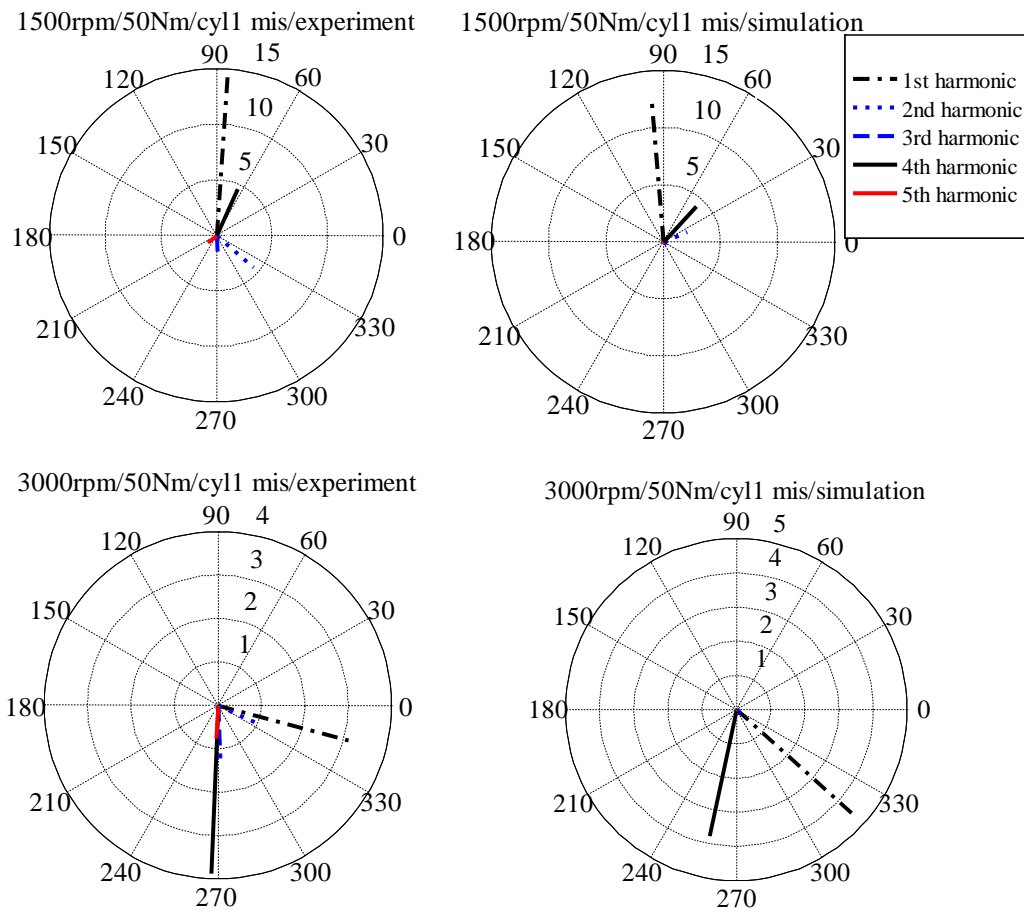 1500rpm/50Nm/cyl1 mis/experiment
90 15
120 60
10
150 30
5
180 0
210 330
240 300
270
1500rpm/50Nm/cyl1 mis/simulation
90 15
120 60
10
150 30
5
180 0
210 330
240 300
270
1st harmonic
2nd harmonic
3rd harmonic
4th harmonic
5th harmonic
3000rpm/50Nm/cyl1 mis/experiment
90 4
120 60
3
150 2 30
1
180 0
210 330
240 300
270
3000rpm/50Nm/cyl1 mis/simulation
90 5
120 4 60
3
150 2 30
1
180 0
210 330
240 300
270